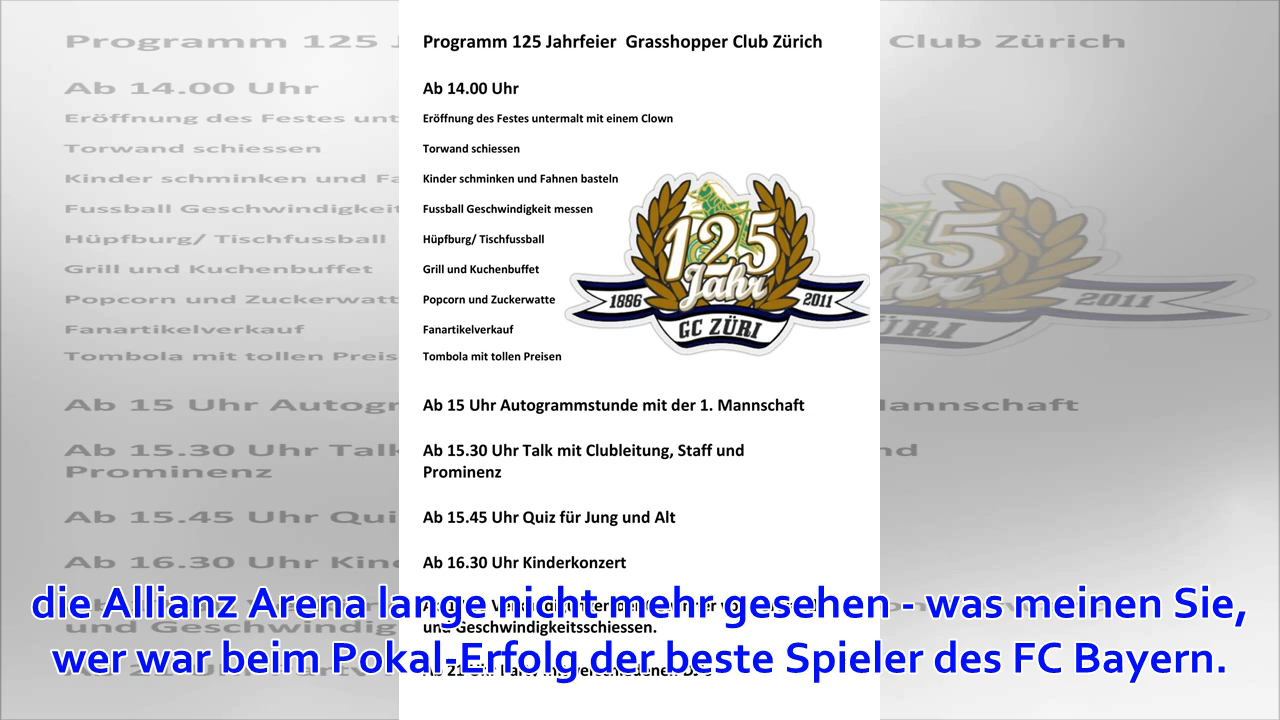 Programm 125 Jahrfeier Grasshopper Club Zürich
Ab 14.00 Uhr
Eröffnung des Festes untermalt mit einem Clown
Torwand schiessen
Kinder schminken und Fahnen basteln
Fussball Geschwindigkeit messen
Hüpfburg/ Tischfussball
Grill und Kuchenbuffet
Popcorn und Zuckerwatte
Fanartikelverkauf
Tombola mit tollen Preisen
125
Jahr
1886
2011
GC ZÜRI
Ab 15 Uhr Autogrammstunde mit der 1. Mannschaft
Ab 15.30 Uhr Talk mit Clubleitung, Staff und
Prominenz
Ab 15.45 Uhr Quiz für Jung und Alt
Ab 16.30 Uhr Kinderkonzert
die Allianz Arena lange nicht mehr gesehen - was meinen Sie,
und Geschwindigkeitsschiessen.
wer war beim Pokal-Erfolg der beste Spieler des FC Bayern.